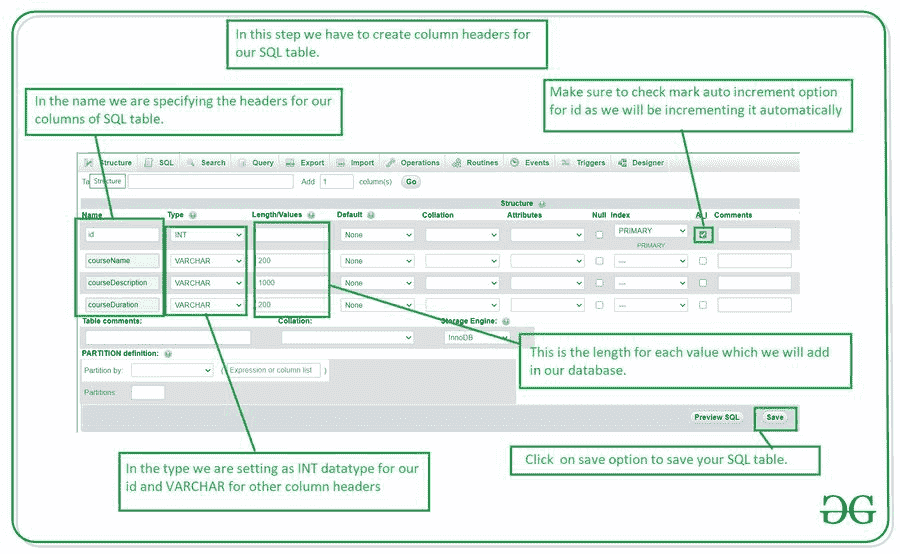 In this step we have to create column headers for
our SQL table.
In the name we are specifying the headers for our
columns of SQL table.
Make sure to check mark auto increment option
for id as we will be incrementing it automatically
Structure SQL Search Query Export Import Operations Routines Events Triggers Designer
Ta Structure Add 1 column(s) Go
Structure
Name Type Length/Values Default Collation Attributes Null Index A_I Comments
id INT None PRIMARY
PRIMARY
courseName VARCHAR 200 None ---
courseDescription VARCHAR 1000 None ---
courseDuration VARCHAR 200 None ---
Table comments: Collation: Storage Engine:
InnoDB
PARTITION definition:
Partition by: ( Expression or column list )
Partitions
This is the length for each value which we will add
in our database.
Preview SQL Save
In the type we are setting as INT datatype for our
id and VARCHAR for other column headers
Click on save option to save your SQL table.